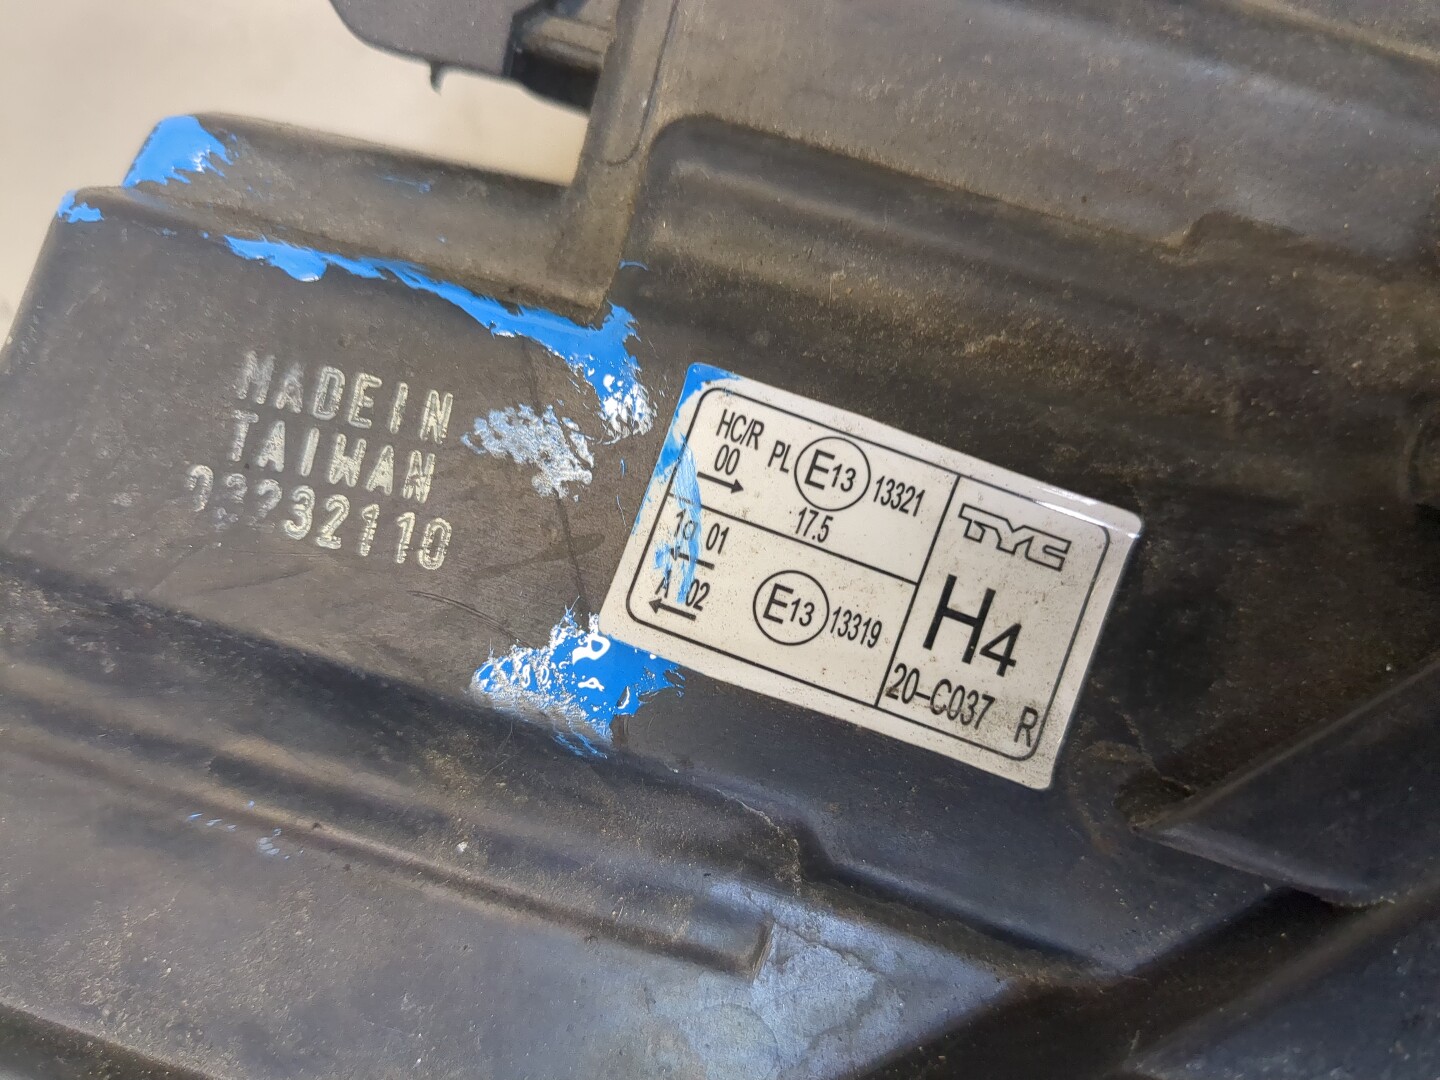 MADE IN
TAIWAN
03232110
HC/R PL E13 13321
00
17.5
1a 01
A 02
E13 13319
TYC
H4
20-C037 R